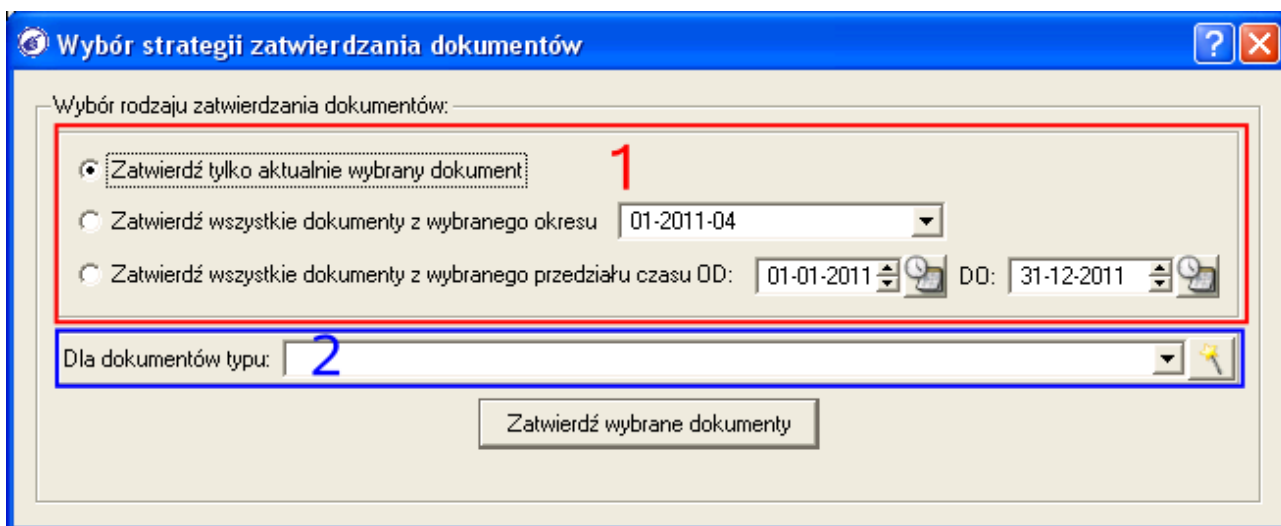 Wybór strategii zatwierdzania dokumentów
Wybór rodzaju zatwierdzania dokumentów:
Zatwierdź tylko aktualnie wybrany dokument 1
Zatwierdź wszystkie dokumenty z wybranego okresu 01-2011-04
Zatwierdź wszystkie dokumenty z wybranego przedziału czasu OD: 01-01-2011 DO: 31-12-2011
Dla dokumentów typu: 2
Zatwierdź wybrane dokumenty